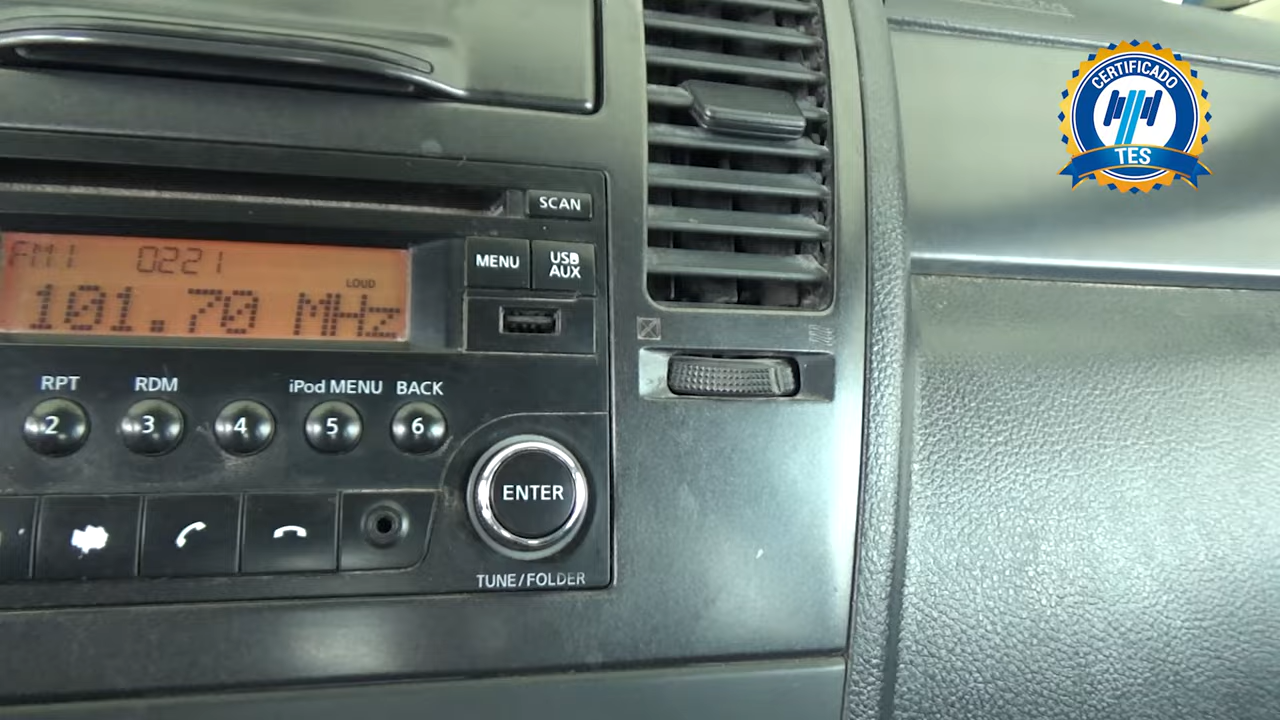 CERTIFICADO
TES
SCAN
MENU
USB
AUX
FM1 0221
LOUD
101.70 MHz
RPT RDM iPod MENU BACK
2 3 4 5 6
ENTER
TUNE/FOLDER